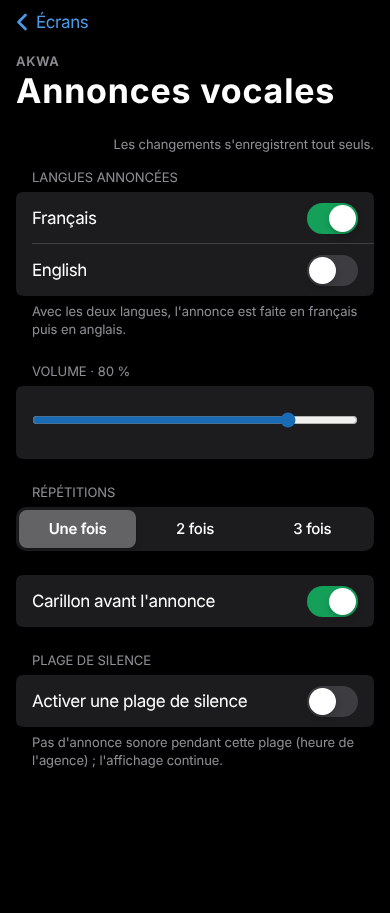 Écrans
AKWA
Annonces vocales
Les changements s'enregistrent tout seuls.
LANGUES ANNONCÉES
Français
English
Avec les deux langues, l'annonce est faite en français
puis en anglais.
VOLUME · 80 %
RÉPÉTITIONS
Une fois
2 fois
3 fois
Carillon avant l'annonce
PLAGE DE SILENCE
Activer une plage de silence
Pas d'annonce sonore pendant cette plage (heure de
l'agence) ; l'affichage continue.